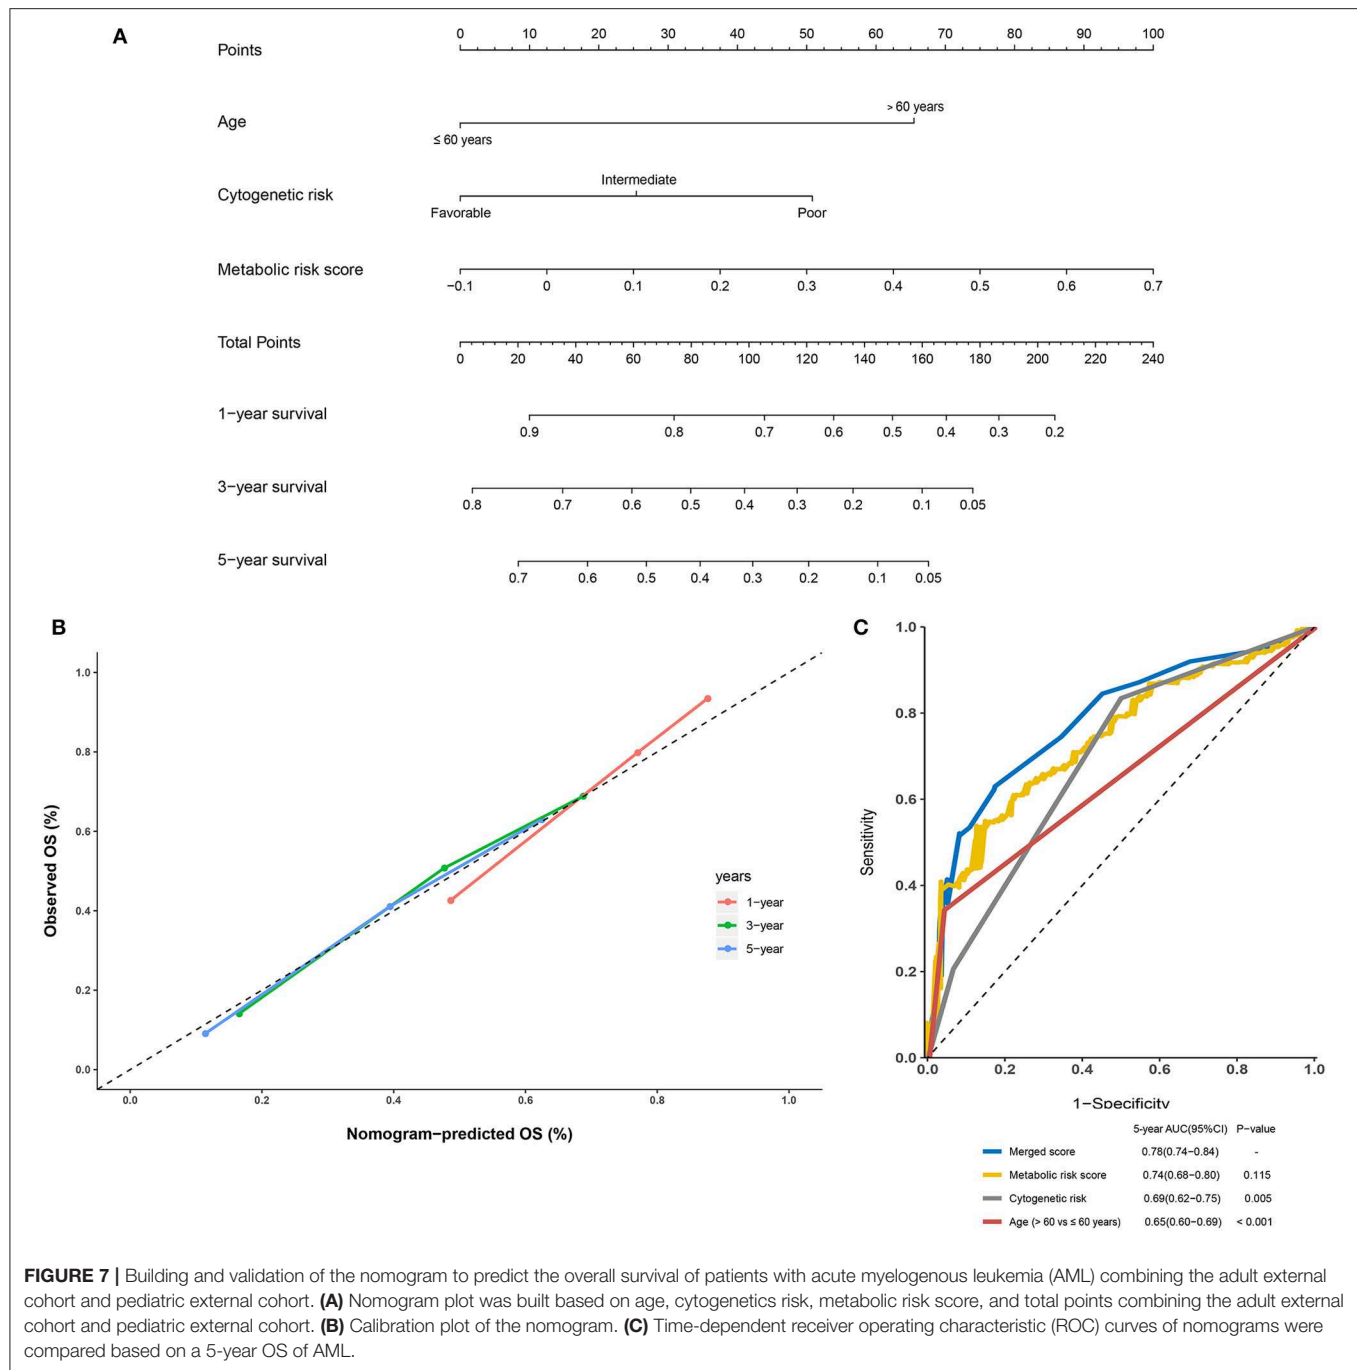 A
Points
0 10 20 30 40 50 60 70 80 90 100
Age
> 60 years
≤ 60 years
Cytogenetic risk
Intermediate
Favorable Poor
Metabolic risk score
−0.1 0 0.1 0.2 0.3 0.4 0.5 0.6 0.7
Total Points
0 20 40 60 80 100 120 140 160 180 200 220 240
1−year survival
0.9 0.8 0.7 0.6 0.5 0.4 0.3 0.2
3−year survival
0.8 0.7 0.6 0.5 0.4 0.3 0.2 0.1 0.05
5−year survival
0.7 0.6 0.5 0.4 0.3 0.2 0.1 0.05
B
Observed OS (%)
1.0
0.8
0.6
0.4
0.2
0.0
0.0 0.2 0.4 0.6 0.8 1.0
Nomogram−predicted OS (%)
years
1−year
3−year
5−year
C
Sensitivity
1.0
0.8
0.6
0.4
0.2
0.0
0.0 0.2 0.4 0.6 0.8 1.0
1−Specificity
5−year AUC(95%CI) P−value
Merged score 0.78(0.74−0.84) -
Metabolic risk score 0.74(0.68−0.80) 0.115
Cytogenetic risk 0.69(0.62−0.75) 0.005
Age (> 60 vs ≤ 60 years) 0.65(0.60−0.69) < 0.001
FIGURE 7 | Building and validation of the nomogram to predict the overall survival of patients with acute myelogenous leukemia (AML) combining the adult external
cohort and pediatric external cohort. (A) Nomogram plot was built based on age, cytogenetics risk, metabolic risk score, and total points combining the adult external
cohort and pediatric external cohort. (B) Calibration plot of the nomogram. (C) Time-dependent receiver operating characteristic (ROC) curves of nomograms were
compared based on a 5-year OS of AML.